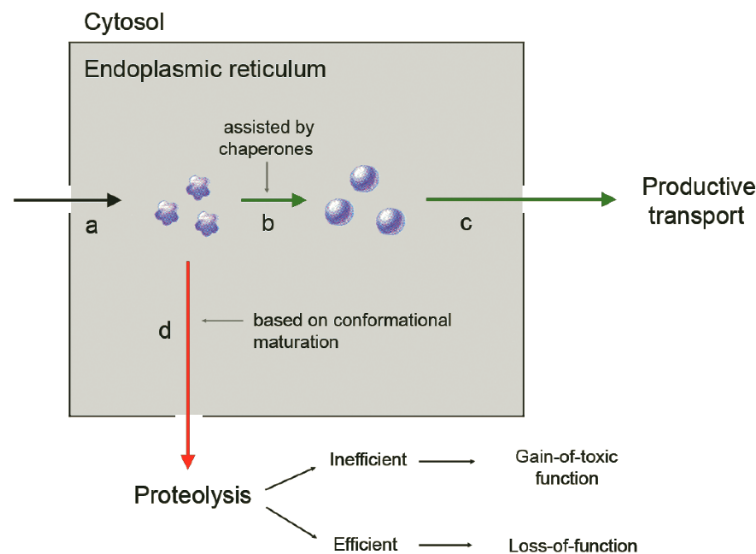 Cytosol
Endoplasmic reticulum
assisted by
chaperones
a
b
c
Productive
transport
d
based on conformational
maturation
Proteolysis
Inefficient
Gain-of-toxic
function
Efficient
Loss-of-function